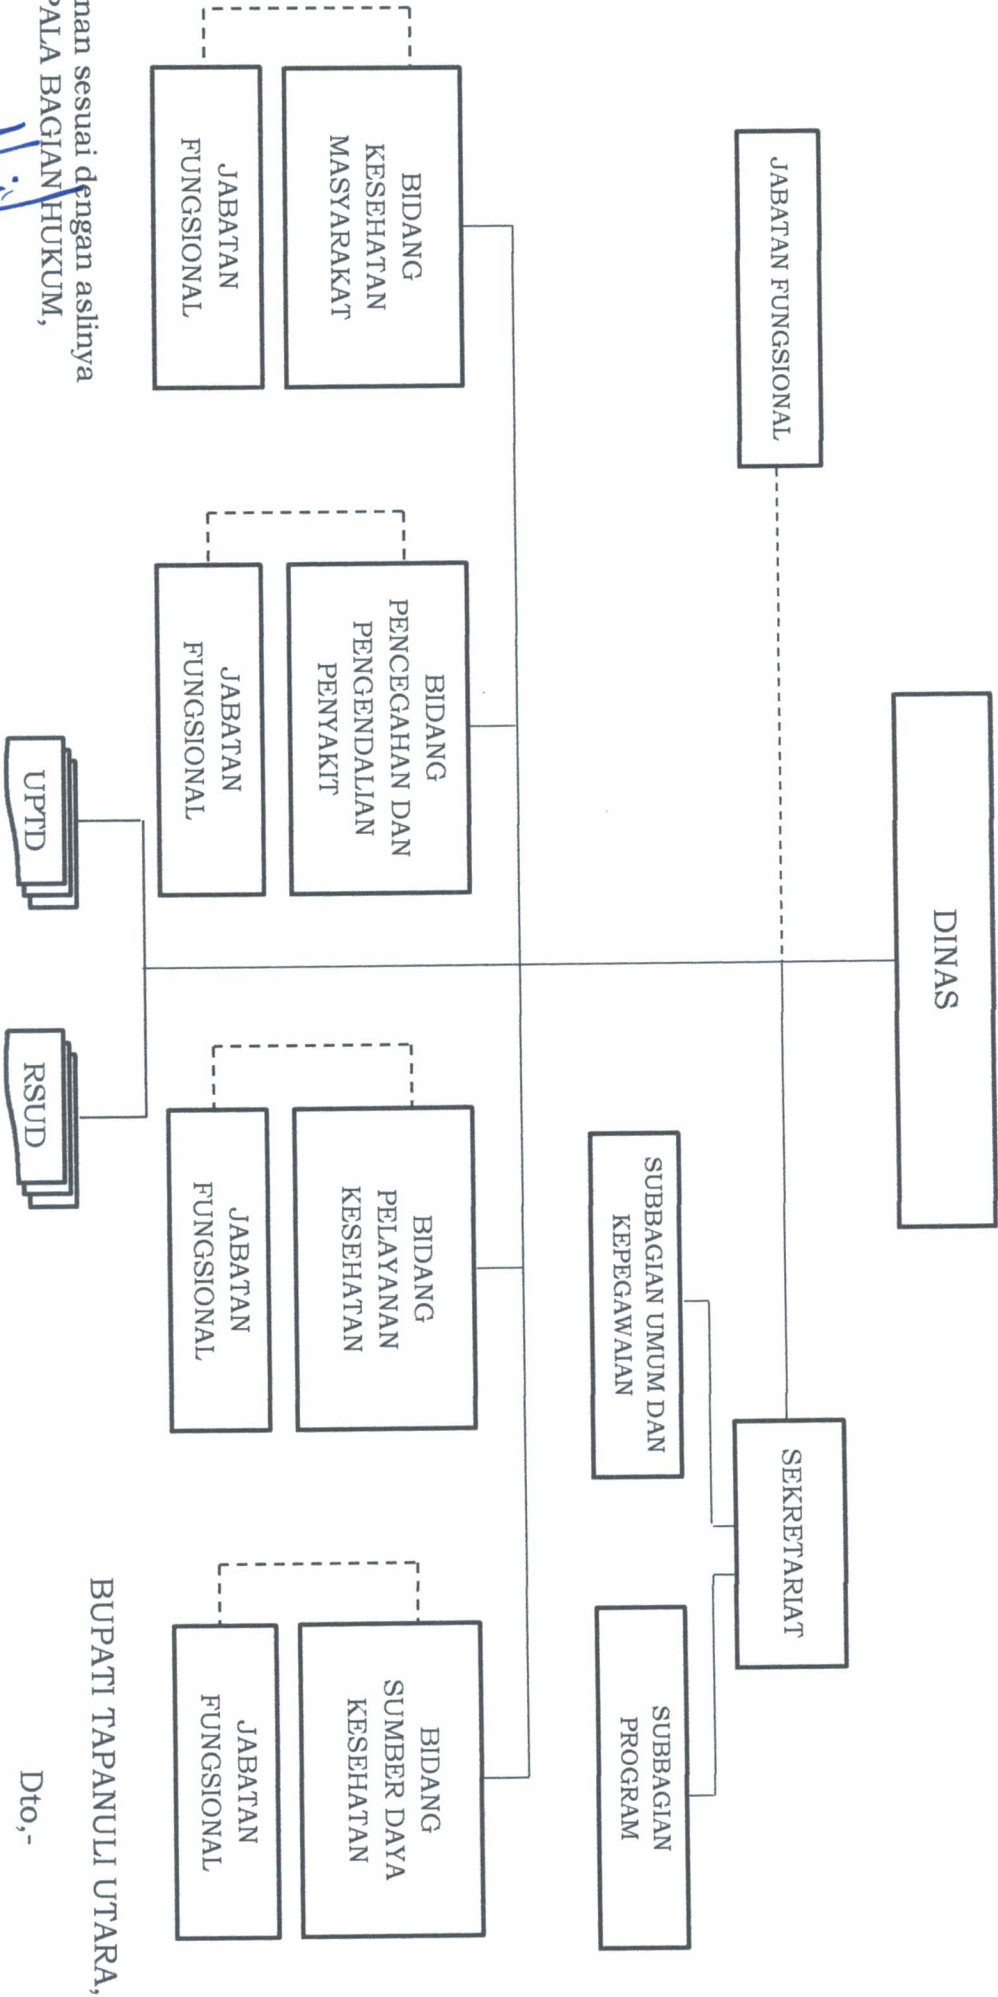 DINAS
JABATAN FUNGSIONAL
SEKRETARIAT
SUBBAGIAN UMUM DAN
KEPEGAWAIAN
SUBBAGIAN
PROGRAM
BIDANG
KESEHATAN
MASYARAKAT
JABATAN
FUNGSIONAL
BIDANG
PENCEGAHAN DAN
PENGENDALIAN
PENYAKIT
JABATAN
FUNGSIONAL
BIDANG
PELAYANAN
KESEHATAN
JABATAN
FUNGSIONAL
BIDANG
SUMBER DAYA
KESEHATAN
JABATAN
FUNGSIONAL
UPTD
RSUD
sesuai dengan aslinya
BAGIAN HUKUM,
BUPATI TAPANULI UTARA,
Dto,-